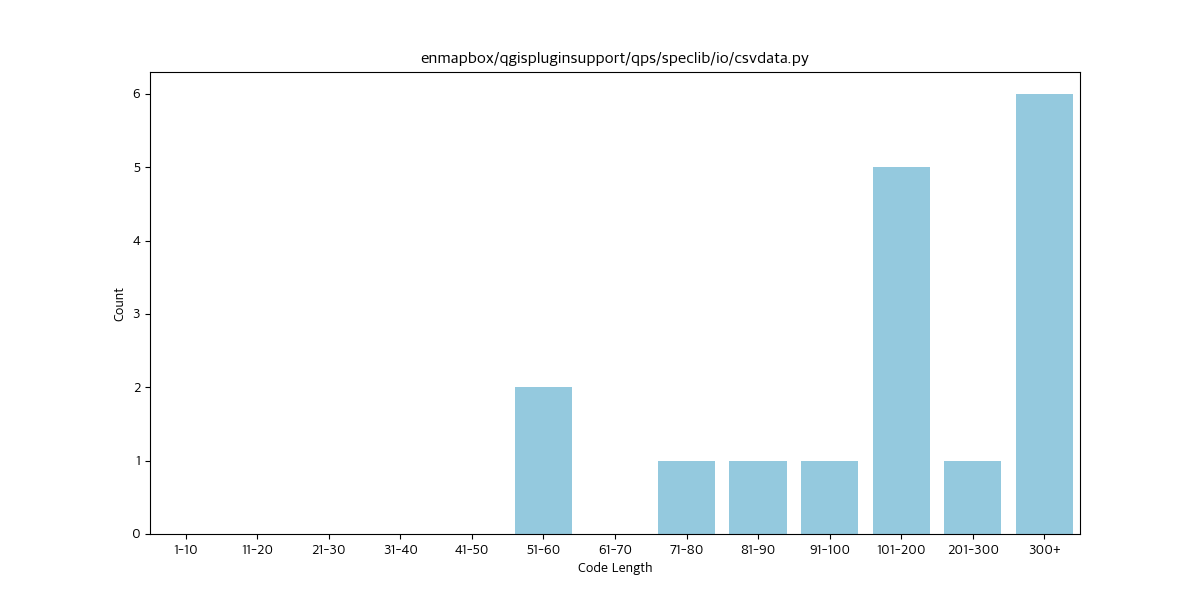 enmapbox/qgispluginsupport/qps/speclib/io/csvdata.py
Count
6
5
4
3
2
1
0
1-10 11-20 21-30 31-40 41-50 51-60 61-70 71-80 81-90 91-100 101-200 201-300 300+
Code Length